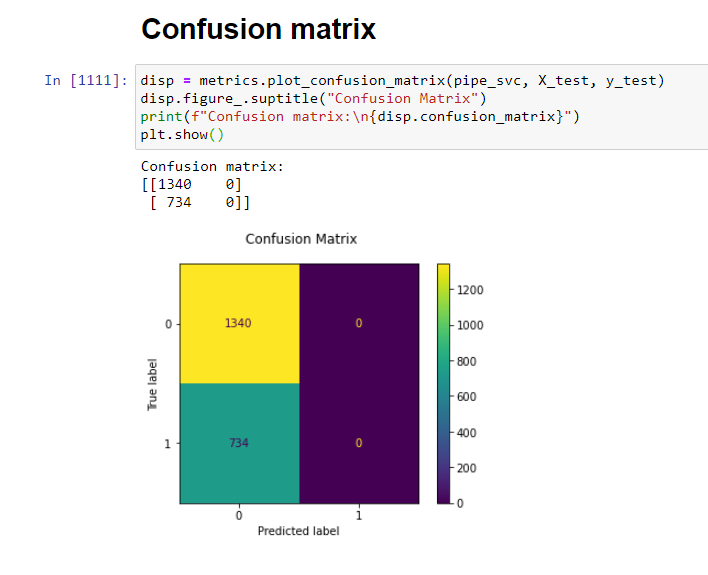 Confusion matrix
In [1111]: disp = metrics.plot_confusion_matrix(pipe_svc, X_test, y_test)
disp.figure_.suptitle("Confusion Matrix")
print(f"Confusion matrix:\n{disp.confusion_matrix}")
plt.show()
Confusion matrix:
[[1340    0]
 [ 734    0]]
Confusion Matrix
1340
0
734
0
0
1
True label
0
1
Predicted label
1200
1000
800
600
400
200
0